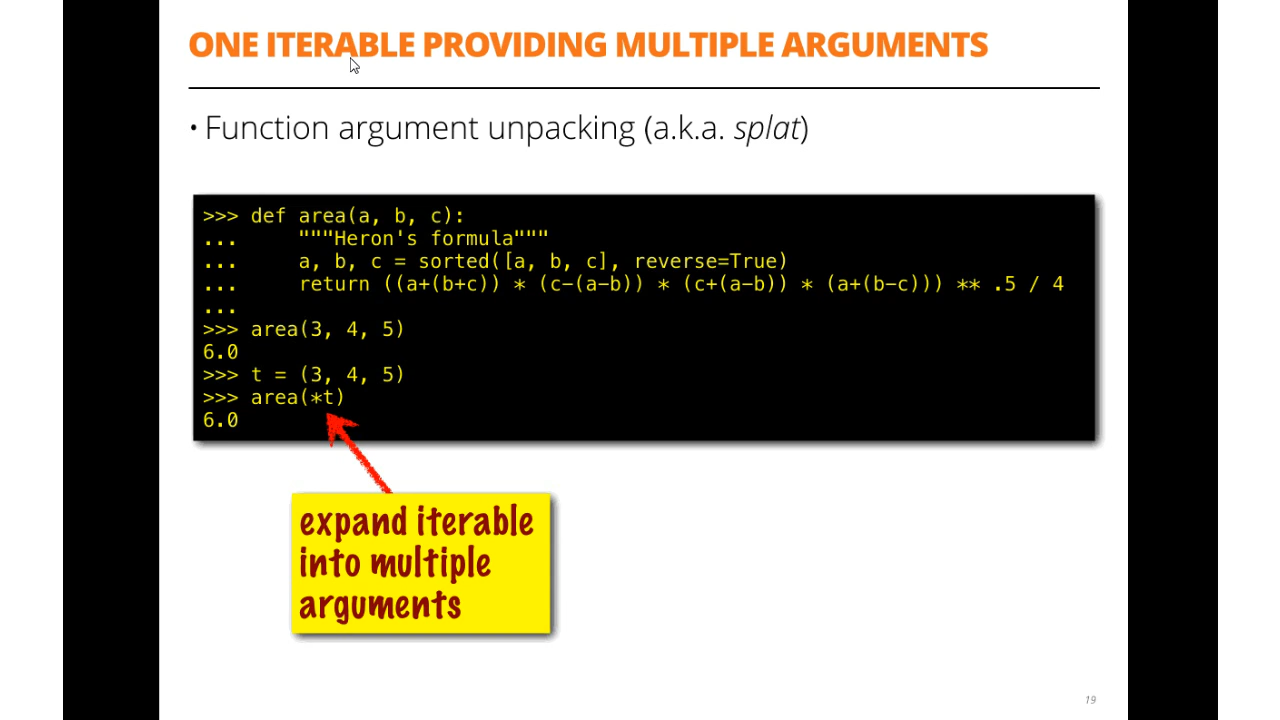 ONE ITERABLE PROVIDING MULTIPLE ARGUMENTS
• Function argument unpacking (a.k.a. splat)
>>> def area(a, b, c):
...     """Heron's formula"""
...     a, b, c = sorted([a, b, c], reverse=True)
...     return ((a+(b+c)) * (c-(a-b)) * (c+(a-b)) * (a+(b-c))) ** .5 / 4
...
>>> area(3, 4, 5)
6.0
>>> t = (3, 4, 5)
>>> area(*t)
6.0
expand iterable
into multiple
arguments
19